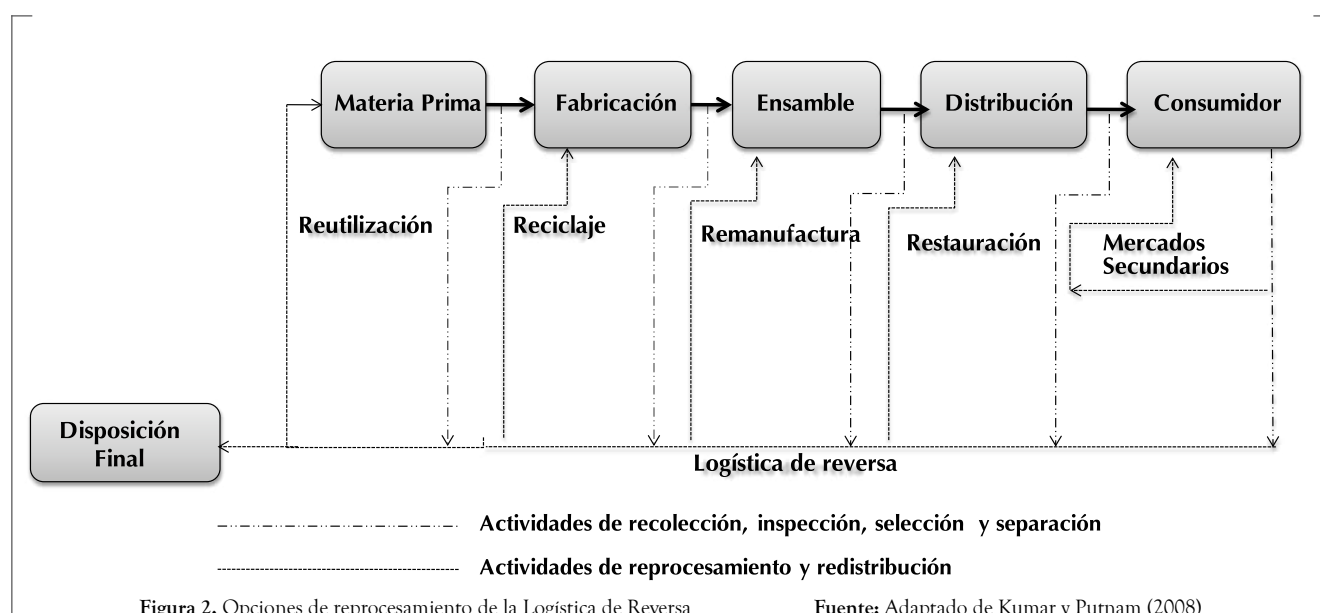 Materia Prima
Fabricación
Ensamble
Distribución
Consumidor
Reutilización
Reciclaje
Remanufactura
Restauración
Mercados
Secundarios
Disposición
Final
Logística de reversa
Actividades de recolección, inspección, selección y separación
Actividades de reprocesamiento y redistribución
Figura 2. Opciones de reprocesamiento de la Logística de Reversa
Fuente: Adaptado de Kumar y Putnam (2008)